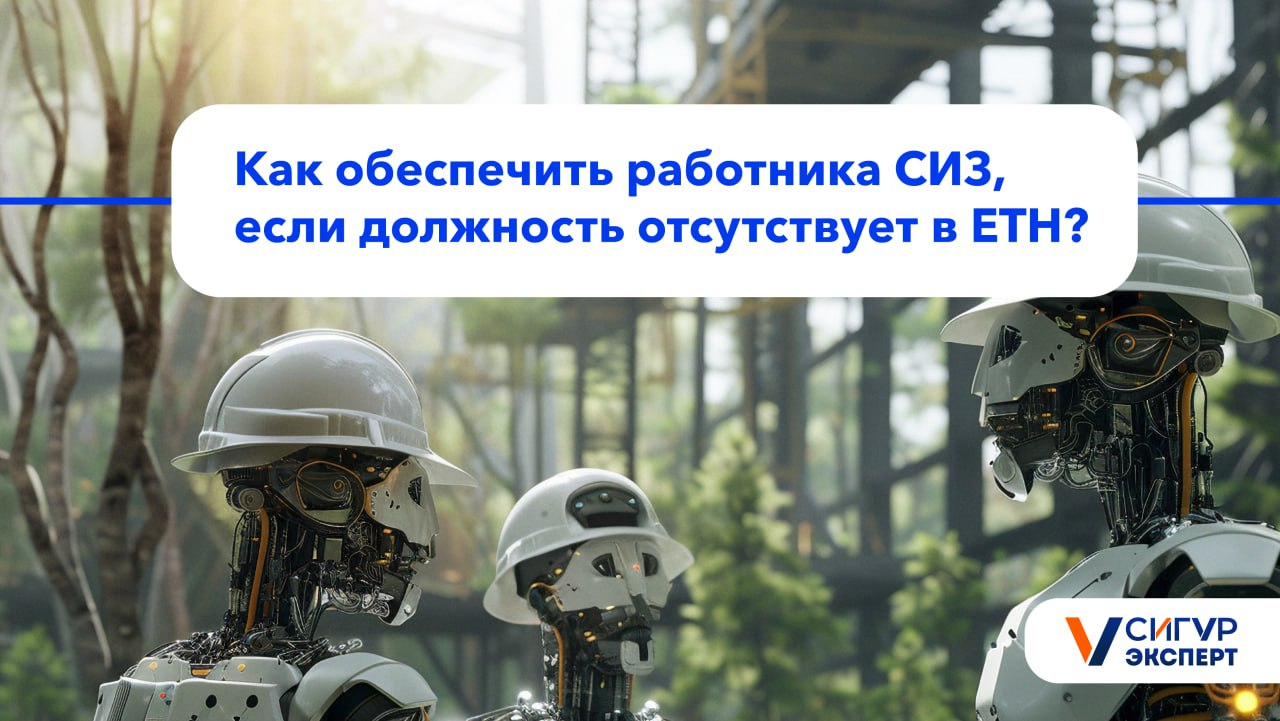 Как обеспечить работника СИЗ,
если должность отсутствует в ЕТН?
СИГУР
ЭКСПЕРТ